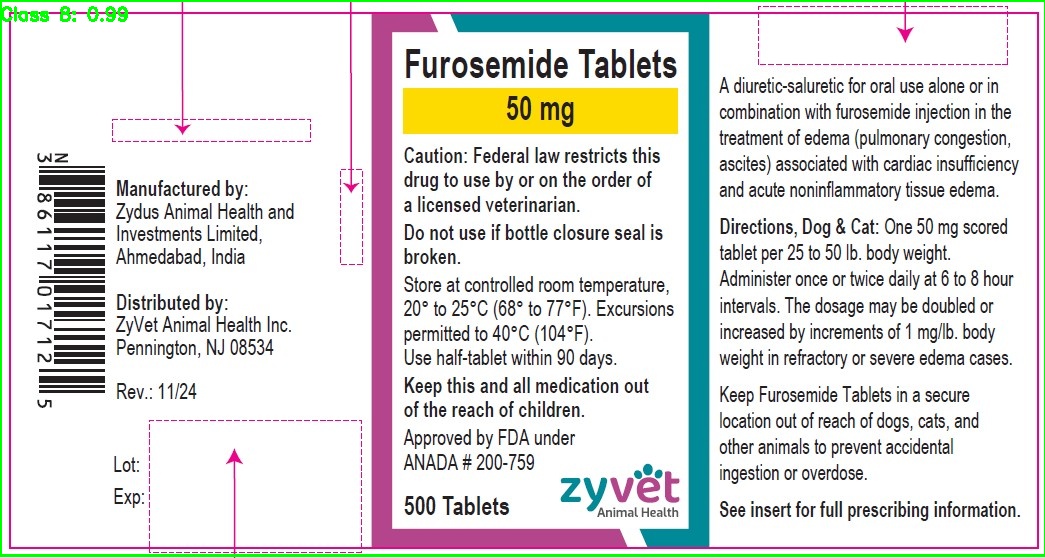 Class B: 0.99
N
3 86117 01712 5
Manufactured by:
Zydus Animal Health and
Investments Limited,
Ahmedabad, India
Distributed by:
ZyVet Animal Health Inc.
Pennington, NJ 08534
Rev.: 11/24
Lot:
Exp:
Furosemide Tablets
50 mg
Caution: Federal law restricts this
drug to use by or on the order of
a licensed veterinarian.
Do not use if bottle closure seal is
broken.
Store at controlled room temperature,
20° to 25°C (68° to 77°F). Excursions
permitted to 40°C (104°F).
Use half-tablet within 90 days.
Keep this and all medication out
of the reach of children.
Approved by FDA under
ANADA # 200-759
500 Tablets
zyvet
Animal Health
A diuretic-saluretic for oral use alone or in
combination with furosemide injection in the
treatment of edema (pulmonary congestion,
ascites) associated with cardiac insufficiency
and acute noninflammatory tissue edema.
Directions, Dog & Cat: One 50 mg scored
tablet per 25 to 50 lb. body weight.
Administer once or twice daily at 6 to 8 hour
intervals. The dosage may be doubled or
increased by increments of 1 mg/lb. body
weight in refractory or severe edema cases.
Keep Furosemide Tablets in a secure
location out of reach of dogs, cats, and
other animals to prevent accidental
ingestion or overdose.
See insert for full prescribing information.